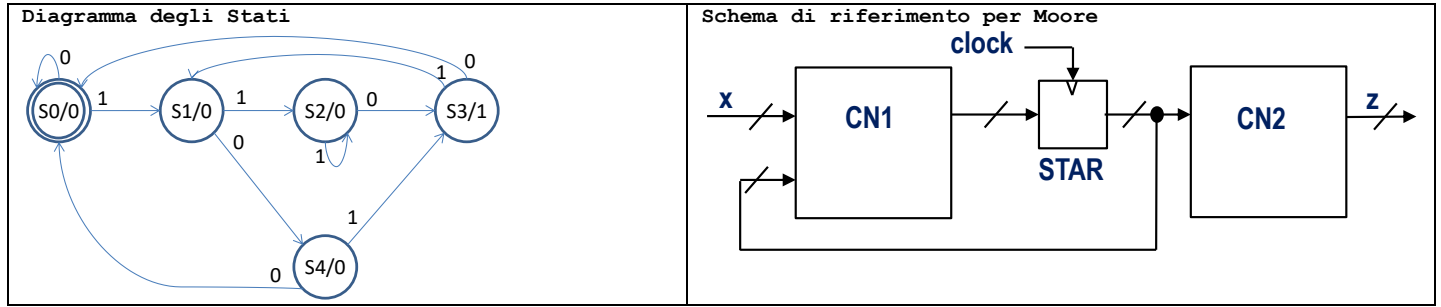 Diagramma degli Stati
0
0
1
S0/0
1
S1/0
1
S2/0
0
S3/1
0
1
1
S4/0
0
Schema di riferimento per Moore
clock
x
CN1
STAR
CN2
z